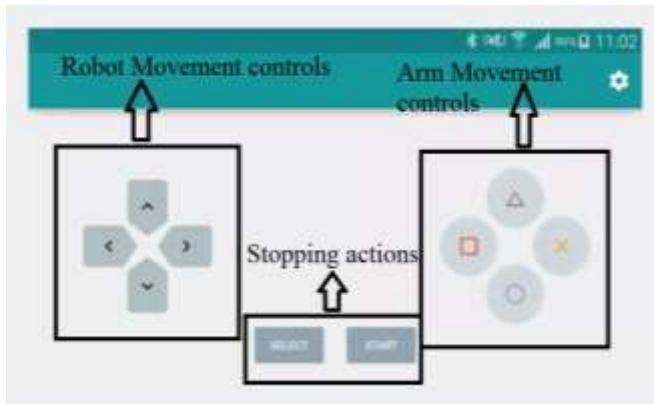 11:02
Robot Movement controls
Arm Movement
controls
Stopping actions
SELECT
START